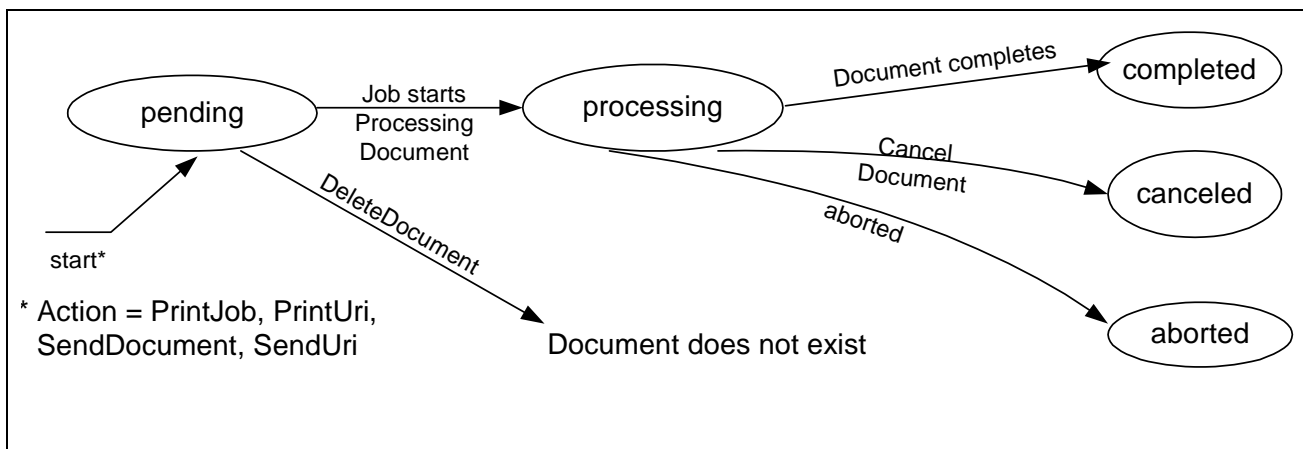 Document completes
completed
pending
Job starts
Processing
Document
processing
Cancel
Document
canceled
DeleteDocument
aborted
start*
* Action = PrintJob, PrintUri,
SendDocument, SendUri
Document does not exist
aborted